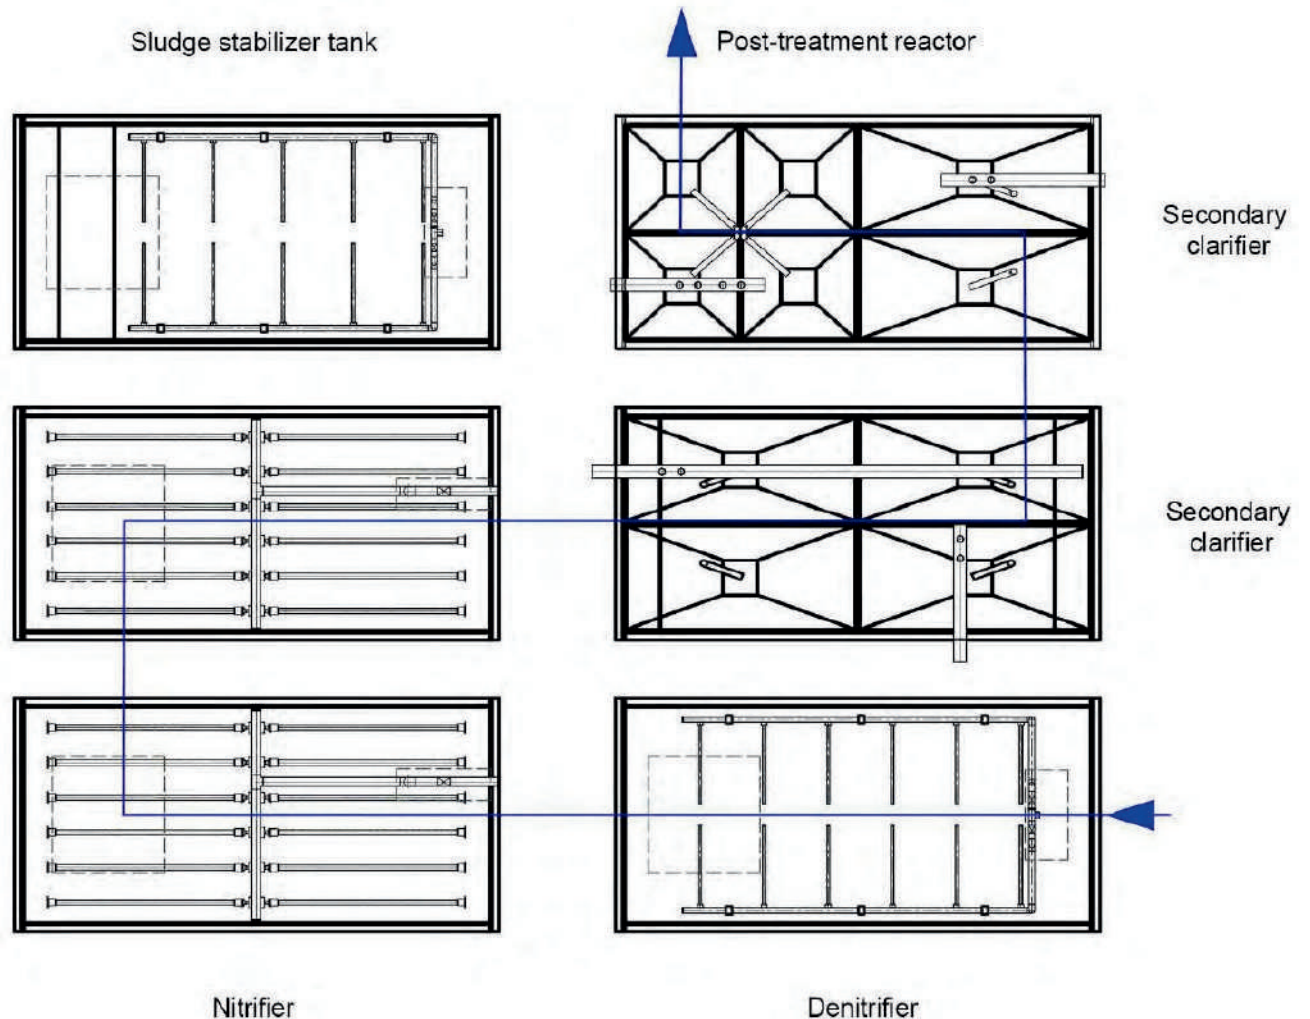 Sludge stabilizer tank
Post-treatment reactor
Secondary
clarifier
Secondary
clarifier
Nitrifier
Denitrifier